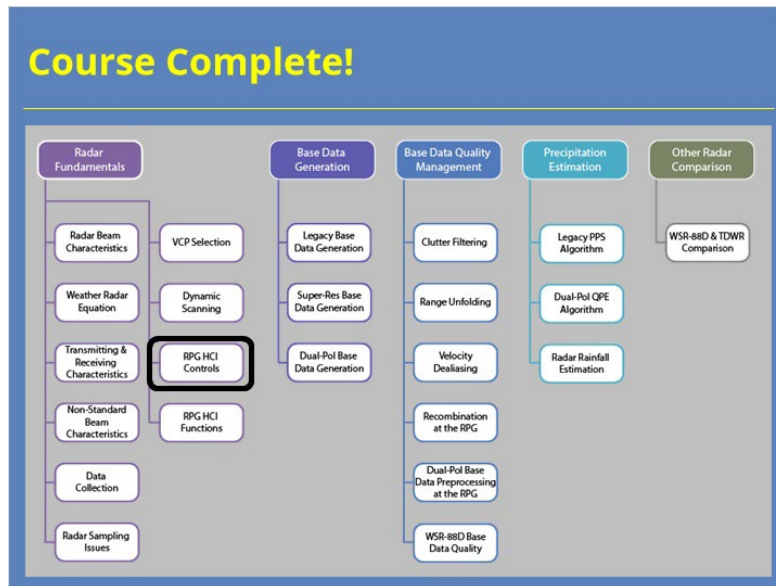 Course Complete!
Radar
Fundamentals
Radar Beam
Characteristics
Weather Radar
Equation
Transmitting &
Receiving
Characteristics
Non-Standard
Beam
Characteristics
Data
Collection
Radar Sampling
Issues
VCP Selection
Dynamic
Scanning
RPG HCI
Controls
RPG HCI
Functions
Base Data
Generation
Legacy Base
Data Generation
Super-Res Base
Data Generation
Dual-Pol Base
Data Generation
Base Data Quality
Management
Clutter Filtering
Range Unfolding
Velocity
Dealiasing
Recombination
at the RPG
Dual-Pol Base
Data Preprocessing
at the RPG
WSR-88D Base
Data Quality
Precipitation
Estimation
Legacy PPS
Algorithm
Dual-Pol QPE
Algorithm
Radar Rainfall
Estimation
Other Radar
Comparison
WSR-88D & TDWR
Comparison